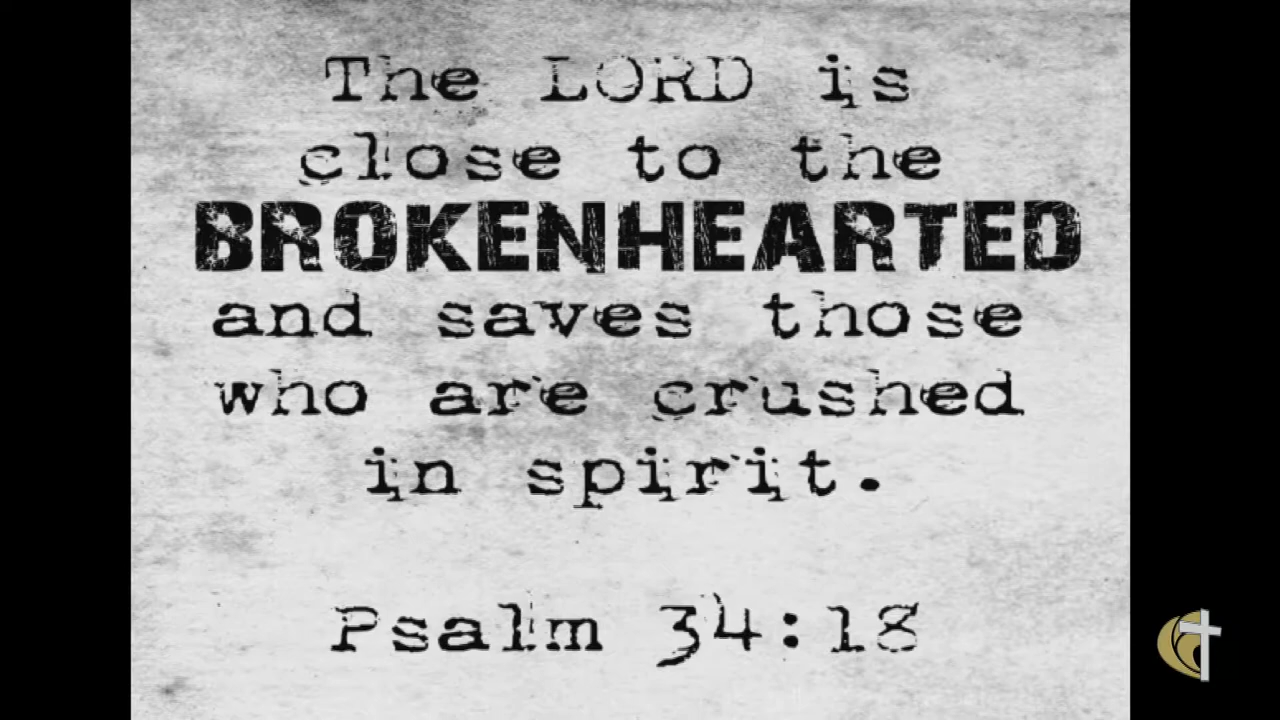 The LORD is
close to the
BROKENHEARTED
and saves those
who are crushed
in spirit.
Psalm 34:18